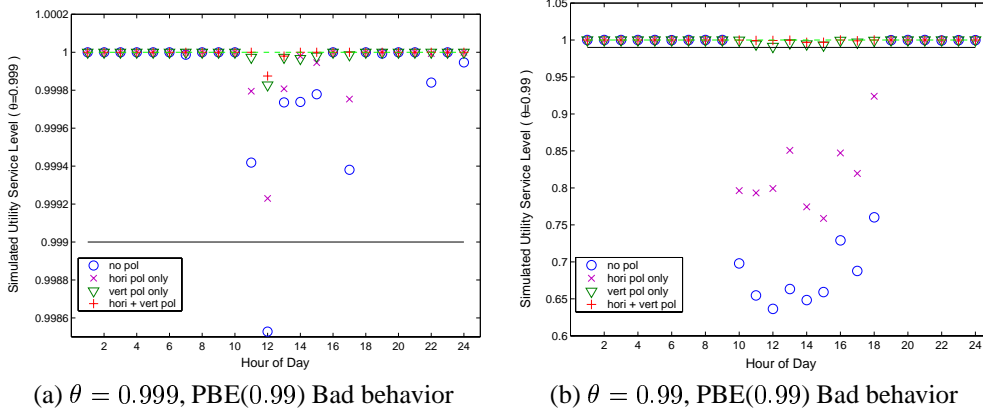 1.0002
1
0.9998
0.9996
0.9994
0.9992
0.999
0.9988
0.9986
Simulated Utility Service Level ( θ=0.999)
no pol
hori pol only
vert pol only
hori + vert pol
2 4 6 8 10 12 14 16 18 20 22 24
Hour of Day
(a) θ = 0.999, PBE(0.99) Bad behavior
1.05
1
0.95
0.9
0.85
0.8
0.75
0.7
0.65
0.6
Simulated Utility Service Level ( θ=0.99)
no pol
hori pol only
vert pol only
hori + vert pol
2 4 6 8 10 12 14 16 18 20 22 24
Hour of Day
(b) θ = 0.99, PBE(0.99) Bad behavior